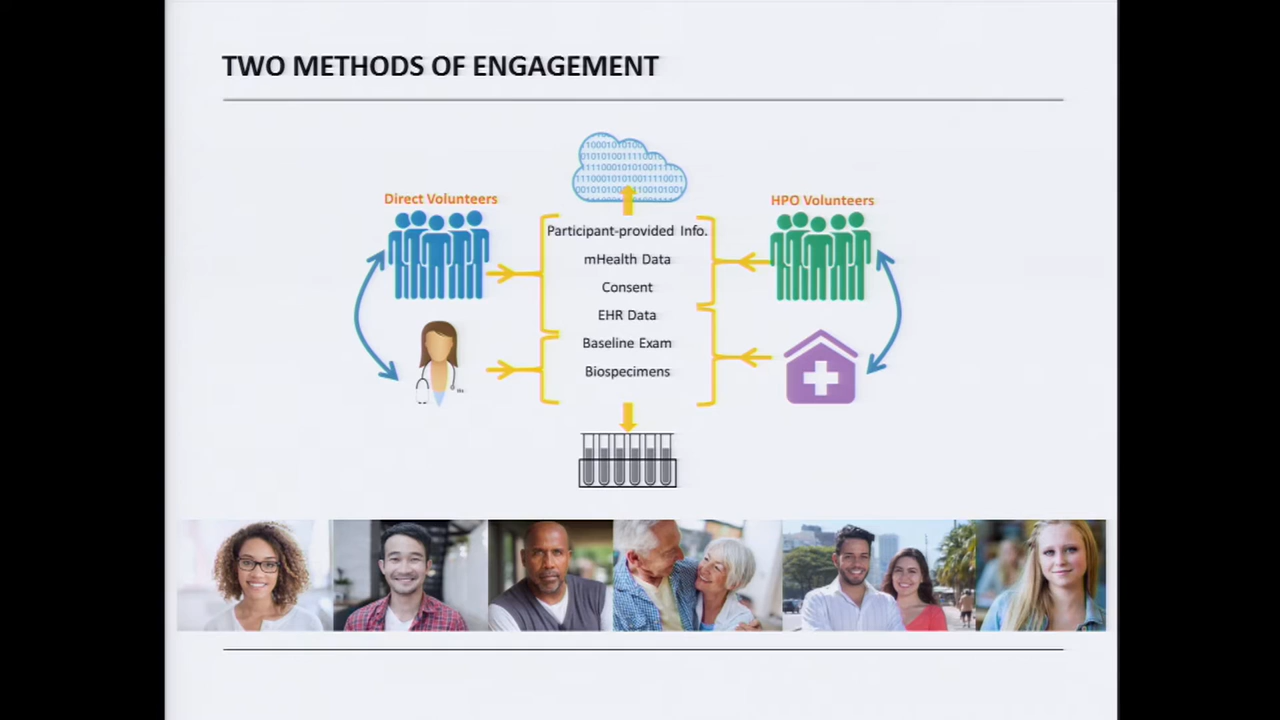 TWO METHODS OF ENGAGEMENT
Direct Volunteers
HPO Volunteers
Participant-provided Info.
mHealth Data
Consent
EHR Data
Baseline Exam
Biospecimens